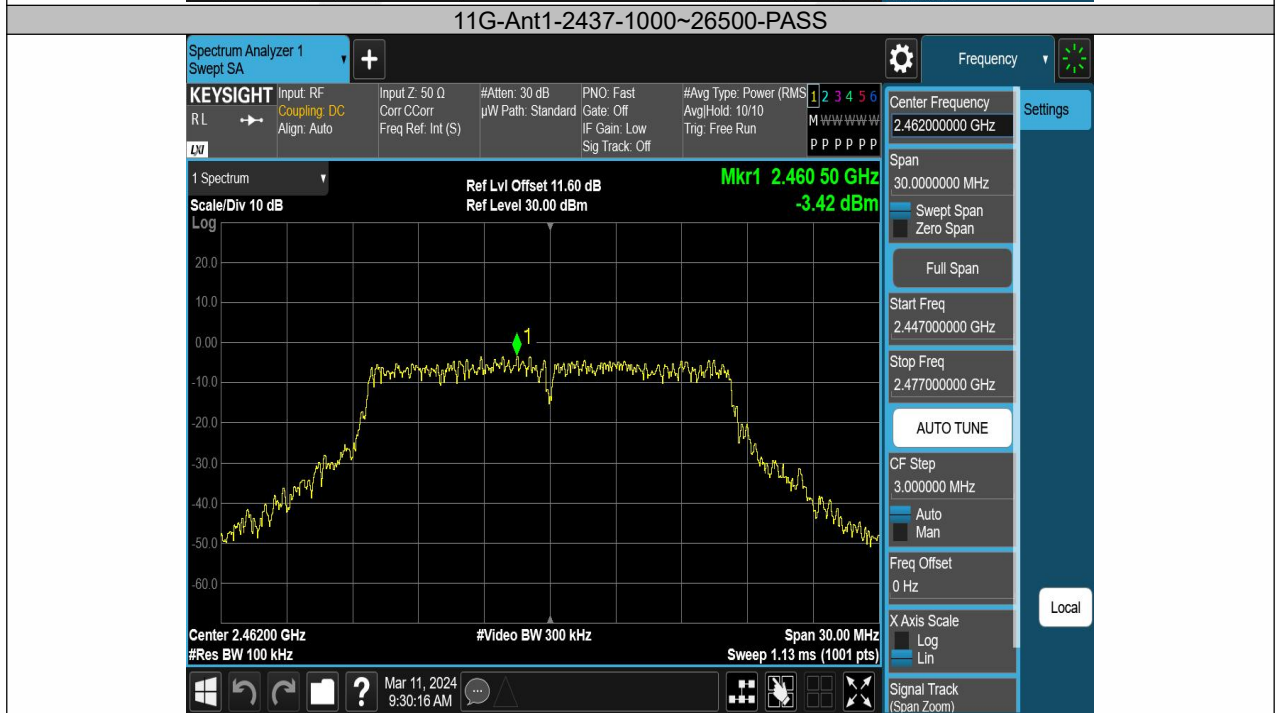 11G-Ant1-2437-1000~26500-PASS
Spectrum Analyzer 1
Swept SA
+
Frequency
KEYSIGHT
RL
LXI
Input: RF
Coupling: DC
Align: Auto
Input Z: 50 Ω
Corr CCorr
Freq Ref: Int (S)
#Atten: 30 dB
µW Path: Standard
PNO: Fast
Gate: Off
IF Gain: Low
Sig Track: Off
#Avg Type: Power (RMS
Avg|Hold: 10/10
Trig: Free Run
1 2 3 4 5 6
M W W W W W
P P P P P P
1 Spectrum
Scale/Div 10 dB
Log
Ref Lvl Offset 11.60 dB
Ref Level 30.00 dBm
Mkr1 2.460 50 GHz
-3.42 dBm
20.0
10.0
0.00
-10.0
-20.0
-30.0
-40.0
-50.0
-60.0
1
Center 2.46200 GHz
#Res BW 100 kHz
#Video BW 300 kHz
Span 30.00 MHz
Sweep 1.13 ms (1001 pts)
Center Frequency
2.462000000 GHz
Span
30.0000000 MHz
Swept Span
Zero Span
Full Span
Start Freq
2.447000000 GHz
Stop Freq
2.477000000 GHz
AUTO TUNE
CF Step
3.000000 MHz
Auto
Man
Freq Offset
0 Hz
X Axis Scale
Log
Lin
Signal Track
(Span Zoom)
Settings
Local
?
Mar 11, 2024
9:30:16 AM